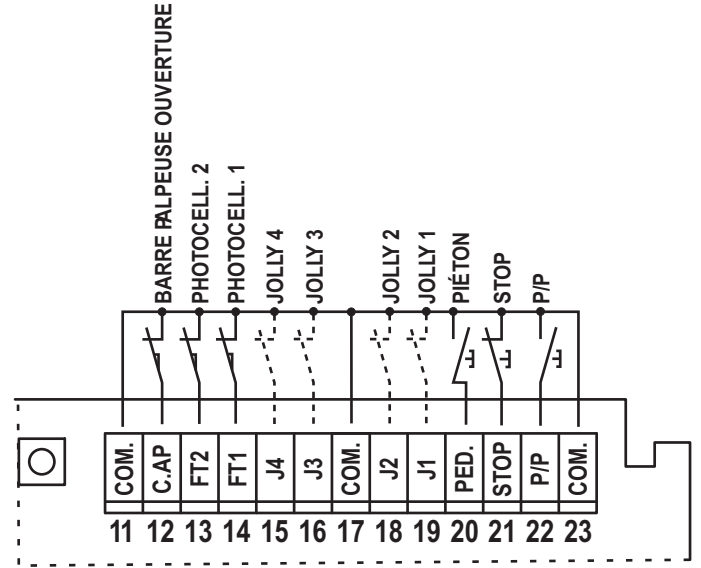 BARRE PALPEUSE OUVERTURE
PHOTOCELL. 2
PHOTOCELL. 1
JOLLY 4
JOLLY 3
JOLLY 2
JOLLY 1
PIÉTON
STOP
P/P
COM.
C.AP
FT2
FT1
J4
J3
COM.
J2
J1
PED.
STOP
P/P
COM.
11 12 13 14 15 16 17 18 19 20 21 22 23